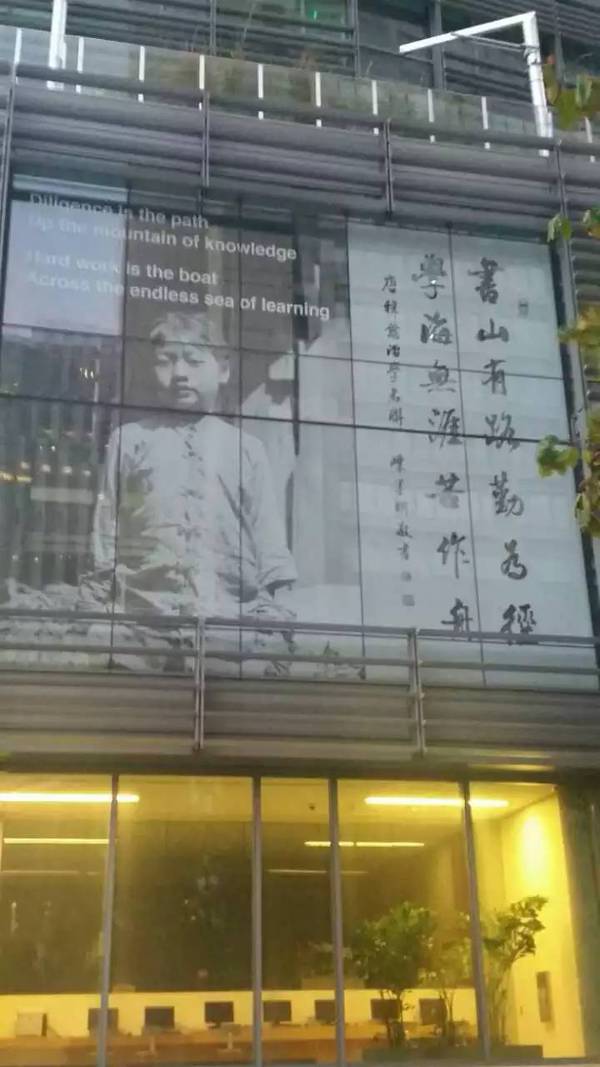 Diligence is the path
Up the mountain of knowledge
Hard work is the boat
Across the endless sea of learning
書山有路勤為徑
學海無涯苦作舟
唐韓愈治學名聯